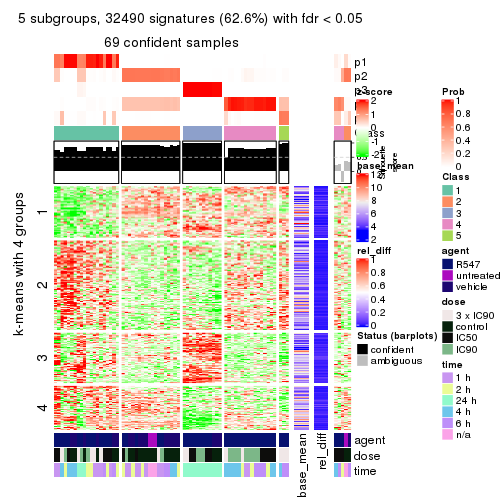 5 subgroups, 32490 signatures (62.6%) with fdr < 0.05
69 confident samples
p1
p2
p3
z-score
2
1
0
-1
-2
Silhouette
score
base_mean
12
10
8
6
4
2
rel_diff
1
0.8
0.6
0.4
0.2
0
Status (barplots)
confident
ambiguous
Prob
1
0.8
0.6
0.4
0.2
0
Class
1
2
3
4
5
agent
R547
untreated
vehicle
dose
3 x IC90
control
IC50
IC90
time
1 h
2 h
24 h
4 h
6 h
n/a
k-means with 4 groups
1
2
3
4
agent
dose
time
base_mean
rel_diff